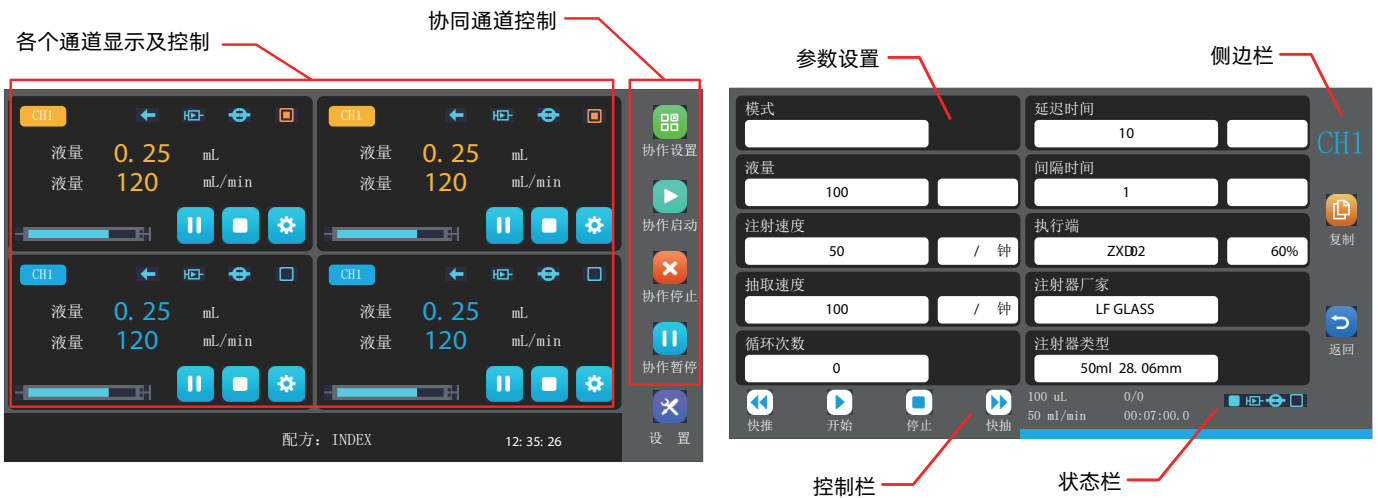 协同通道控制
各个通道显示及控制
CH1
液量 0.25 mL
液量 120 mL/min
CH1
液量 0.25 mL
液量 120 mL/min
CH1
液量 0.25 mL
液量 120 mL/min
CH1
液量 0.25 mL
液量 120 mL/min
协作设置
协作启动
协作停止
协作暂停
设 置
配方: INDEX 12:35:26
参数设置
侧边栏
模式
液量
100
注射速度
50 / 钟
抽取速度
100 / 钟
循环次数
0
延迟时间
10
间隔时间
1
执行端
ZXD02 60%
注射器厂家
LF GLASS
注射器类型
50ml 28.06mm
CH1
复制
返回
快推 开始 停止 快抽
100 uL 0/0
50 ml/min 00:07:00.0
控制栏
状态栏